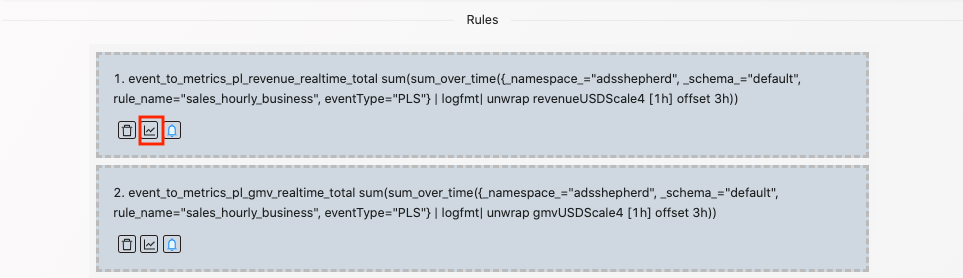 Rules
1. event_to_metrics_pl_revenue_realtime_total sum(sum_over_time({_namespace_="adsshepherd", _schema_="default",
rule_name="sales_hourly_business", eventType="PLS"} | logfmt| unwrap revenueUSDScale4 [1h] offset 3h))
2. event_to_metrics_pl_gmv_realtime_total sum(sum_over_time({_namespace_="adsshepherd", _schema_="default",
rule_name="sales_hourly_business", eventType="PLS"} | logfmt| unwrap gmvUSDScale4 [1h] offset 3h))